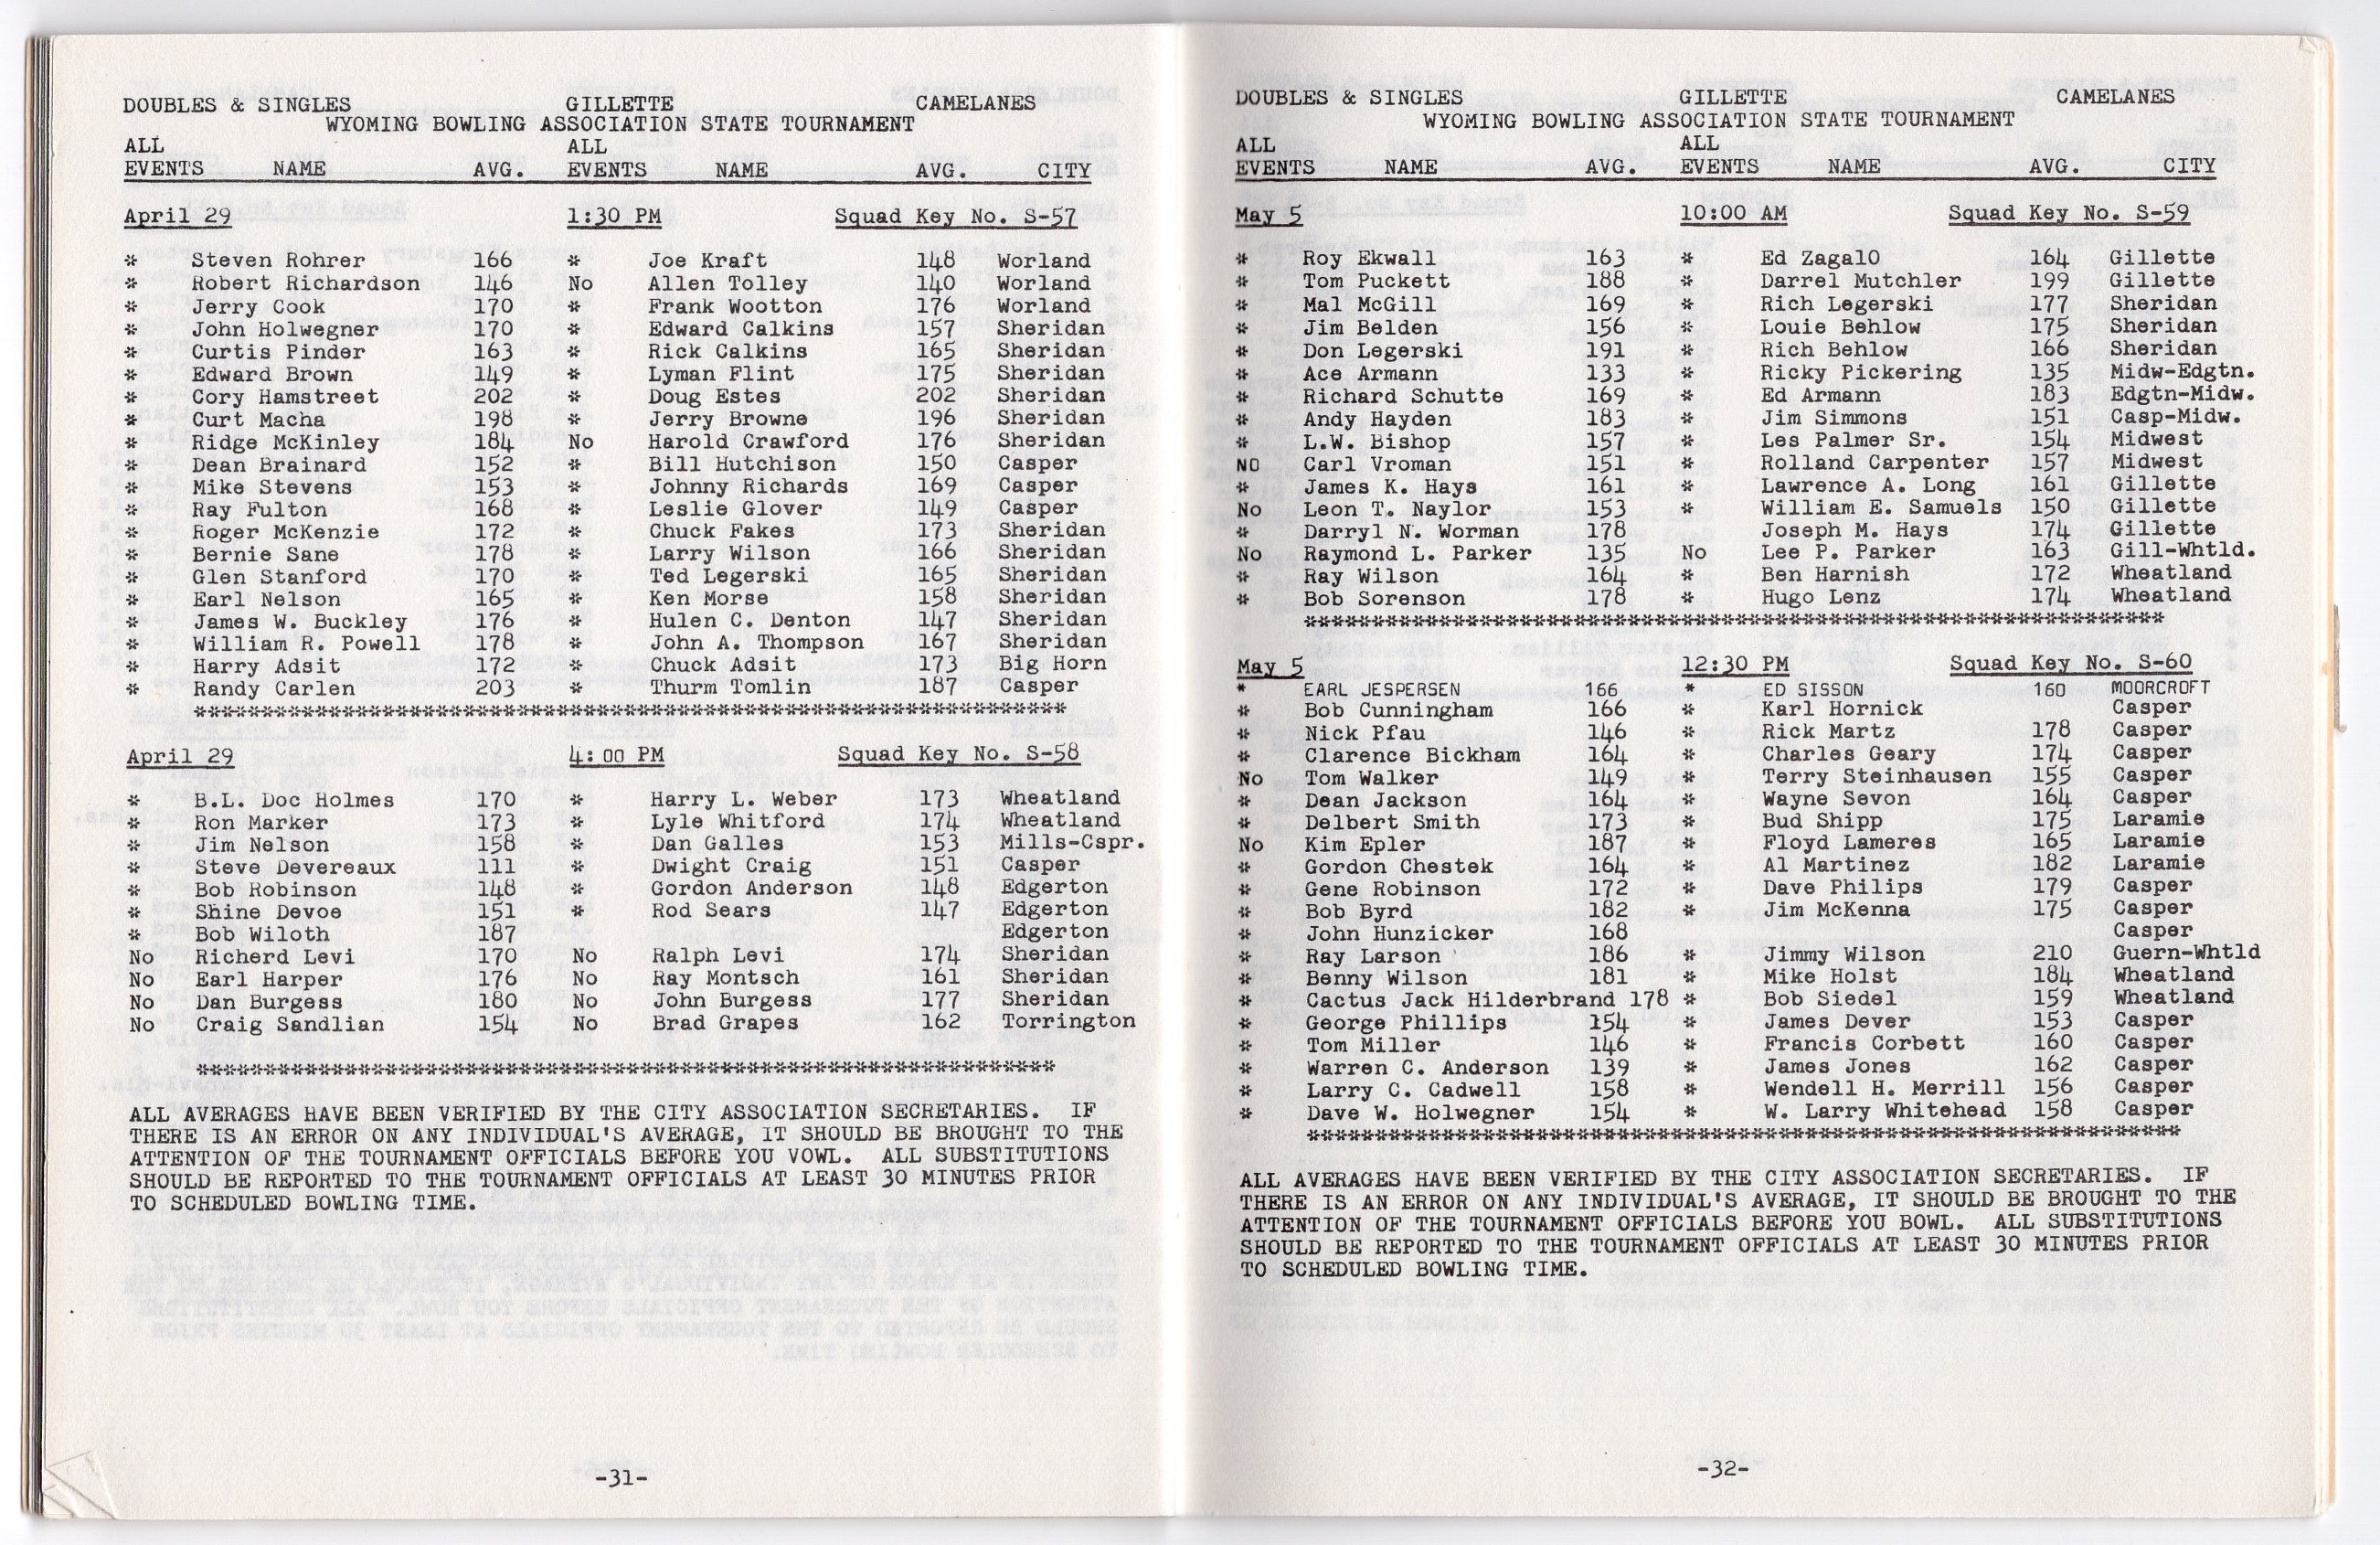 DOUBLES & SINGLES GILLETTE CAMELANES
WYOMING BOWLING ASSOCIATION STATE TOURNAMENT
ALL ALL
EVENTS NAME AVG. EVENTS NAME AVG. CITY
April 29 1:30 PM Squad Key No. S-57
* Steven Rohrer 166 * Joe Kraft 148 Worland
* Robert Richardson 146 No Allen Tolley 140 Worland
* Jerry Cook 170 * Frank Wootton 176 Worland
* John Holwegner 170 * Edward Calkins 157 Sheridan
* Curtis Pinder 163 * Rick Calkins 165 Sheridan
* Edward Brown 149 * Lyman Flint 175 Sheridan
* Cory Hamstreet 202 * Doug Estes 202 Sheridan
* Curt Macha 198 * Jerry Browne 196 Sheridan
* Ridge McKinley 184 No Harold Crawford 176 Sheridan
* Dean Brainard 152 * Bill Hutchison 150 Casper
* Mike Stevens 153 * Johnny Richards 169 Casper
* Ray Fulton 168 * Leslie Glover 149 Casper
* Roger McKenzie 172 * Chuck Fakes 173 Sheridan
* Bernie Sane 178 * Larry Wilson 166 Sheridan
* Glen Stanford 170 * Ted Legerski 165 Sheridan
* Earl Nelson 165 * Ken Morse 158 Sheridan
* James W. Buckley 176 * Hulen C. Denton 147 Sheridan
* William R. Powell 178 * John A. Thompson 167 Sheridan
* Harry Adsit 172 * Chuck Adsit 173 Big Horn
* Randy Carlen 203 * Thurm Tomlin 187 Casper
*****************************************************************
April 29 4:00 PM Squad Key No. S-58
* B.L. Doc Holmes 170 * Harry L. Weber 173 Wheatland
* Ron Marker 173 * Lyle Whitford 174 Wheatland
* Jim Nelson 158 * Dan Galles 153 Mills-Cspr.
* Steve Devereaux 111 * Dwight Craig 151 Casper
* Bob Robinson 148 * Gordon Anderson 148 Edgerton
* Shine Devoe 151 * Rod Sears 147 Edgerton
* Bob Wiloth 187 Edgerton
No Richerd Levi 170 No Ralph Levi 174 Sheridan
No Earl Harper 176 No Ray Montsch 161 Sheridan
No Dan Burgess 180 No John Burgess 177 Sheridan
No Craig Sandlian 154 No Brad Grapes 162 Torrington
****************************************************************
ALL AVERAGES HAVE BEEN VERIFIED BY THE CITY ASSOCIATION SECRETARIES. IF
THERE IS AN ERROR ON ANY INDIVIDUAL'S AVERAGE, IT SHOULD BE BROUGHT TO THE
ATTENTION OF THE TOURNAMENT OFFICIALS BEFORE YOU VOWL. ALL SUBSTITUTIONS
SHOULD BE REPORTED TO THE TOURNAMENT OFFICIALS AT LEAST 30 MINUTES PRIOR
TO SCHEDULED BOWLING TIME.
-31-
DOUBLES & SINGLES GILLETTE CAMELANES
WYOMING BOWLING ASSOCIATION STATE TOURNAMENT
ALL ALL
EVENTS NAME AVG. EVENTS NAME AVG. CITY
May 5 10:00 AM Squad Key No. S-59
* Roy Ekwall 163 * Ed Zagal0 164 Gillette
* Tom Puckett 188 * Darrel Mutchler 199 Gillette
* Mal McGill 169 * Rich Legerski 177 Sheridan
* Jim Belden 156 * Louie Behlow 175 Sheridan
* Don Legerski 191 * Rich Behlow 166 Sheridan
* Ace Armann 133 * Ricky Pickering 135 Midw-Edgtn.
* Richard Schutte 169 * Ed Armann 183 Edgtn-Midw.
* Andy Hayden 183 * Jim Simmons 151 Casp-Midw.
* L.W. Bishop 157 * Les Palmer Sr. 154 Midwest
NO Carl Vroman 151 * Rolland Carpenter 157 Midwest
* James K. Hays 161 * Lawrence A. Long 161 Gillette
No Leon T. Naylor 153 * William E. Samuels 150 Gillette
* Darryl N. Worman 178 Joseph M. Hays 174 Gillette
No Raymond L. Parker 135 No Lee P. Parker 163 Gill-Whtld.
* Ray Wilson 164 * Ben Harnish 172 Wheatland
* Bob Sorenson 178 * Hugo Lenz 174 Wheatland
****************************************************************
May 5 12:30 PM Squad Key No. S-60
* EARL JESPERSEN 166 * ED SISSON 160 MOORCROFT
* Bob Cunningham 166 * Karl Hornick Casper
* Nick Pfau 146 * Rick Martz 178 Casper
* Clarence Bickham 164 * Charles Geary 174 Casper
No Tom Walker 149 * Terry Steinhausen 155 Casper
* Dean Jackson 164 * Wayne Sevon 164 Casper
* Delbert Smith 173 * Bud Shipp 175 Laramie
No Kim Epler 187 * Floyd Lameres 165 Laramie
* Gordon Chestek 164 * Al Martinez 182 Laramie
* Gene Robinson 172 * Dave Philips 179 Casper
* Bob Byrd 182 * Jim McKenna 175 Casper
* John Hunzicker 168 Casper
* Ray Larson 186 * Jimmy Wilson 210 Guern-Whtld
* Benny Wilson 181 * Mike Holst 184 Wheatland
* Cactus Jack Hilderbrand 178 * Bob Siedel 159 Wheatland
* George Phillips 154 * James Dever 153 Casper
* Tom Miller 146 * Francis Corbett 160 Casper
* Warren C. Anderson 139 * James Jones 162 Casper
* Larry C. Cadwell 158 * Wendell H. Merrill 156 Casper
* Dave W. Holwegner 154 * W. Larry Whitehead 158 Casper
*****************************************************************
ALL AVERAGES HAVE BEEN VERIFIED BY THE CITY ASSOCIATION SECRETARIES. IF
THERE IS AN ERROR ON ANY INDIVIDUAL'S AVERAGE, IT SHOULD BE BROUGHT TO THE
ATTENTION OF THE TOURNAMENT OFFICIALS BEFORE YOU BOWL. ALL SUBSTITUTIONS
SHOULD BE REPORTED TO THE TOURNAMENT OFFICIALS AT LEAST 30 MINUTES PRIOR
TO SCHEDULED BOWLING TIME.
-32-